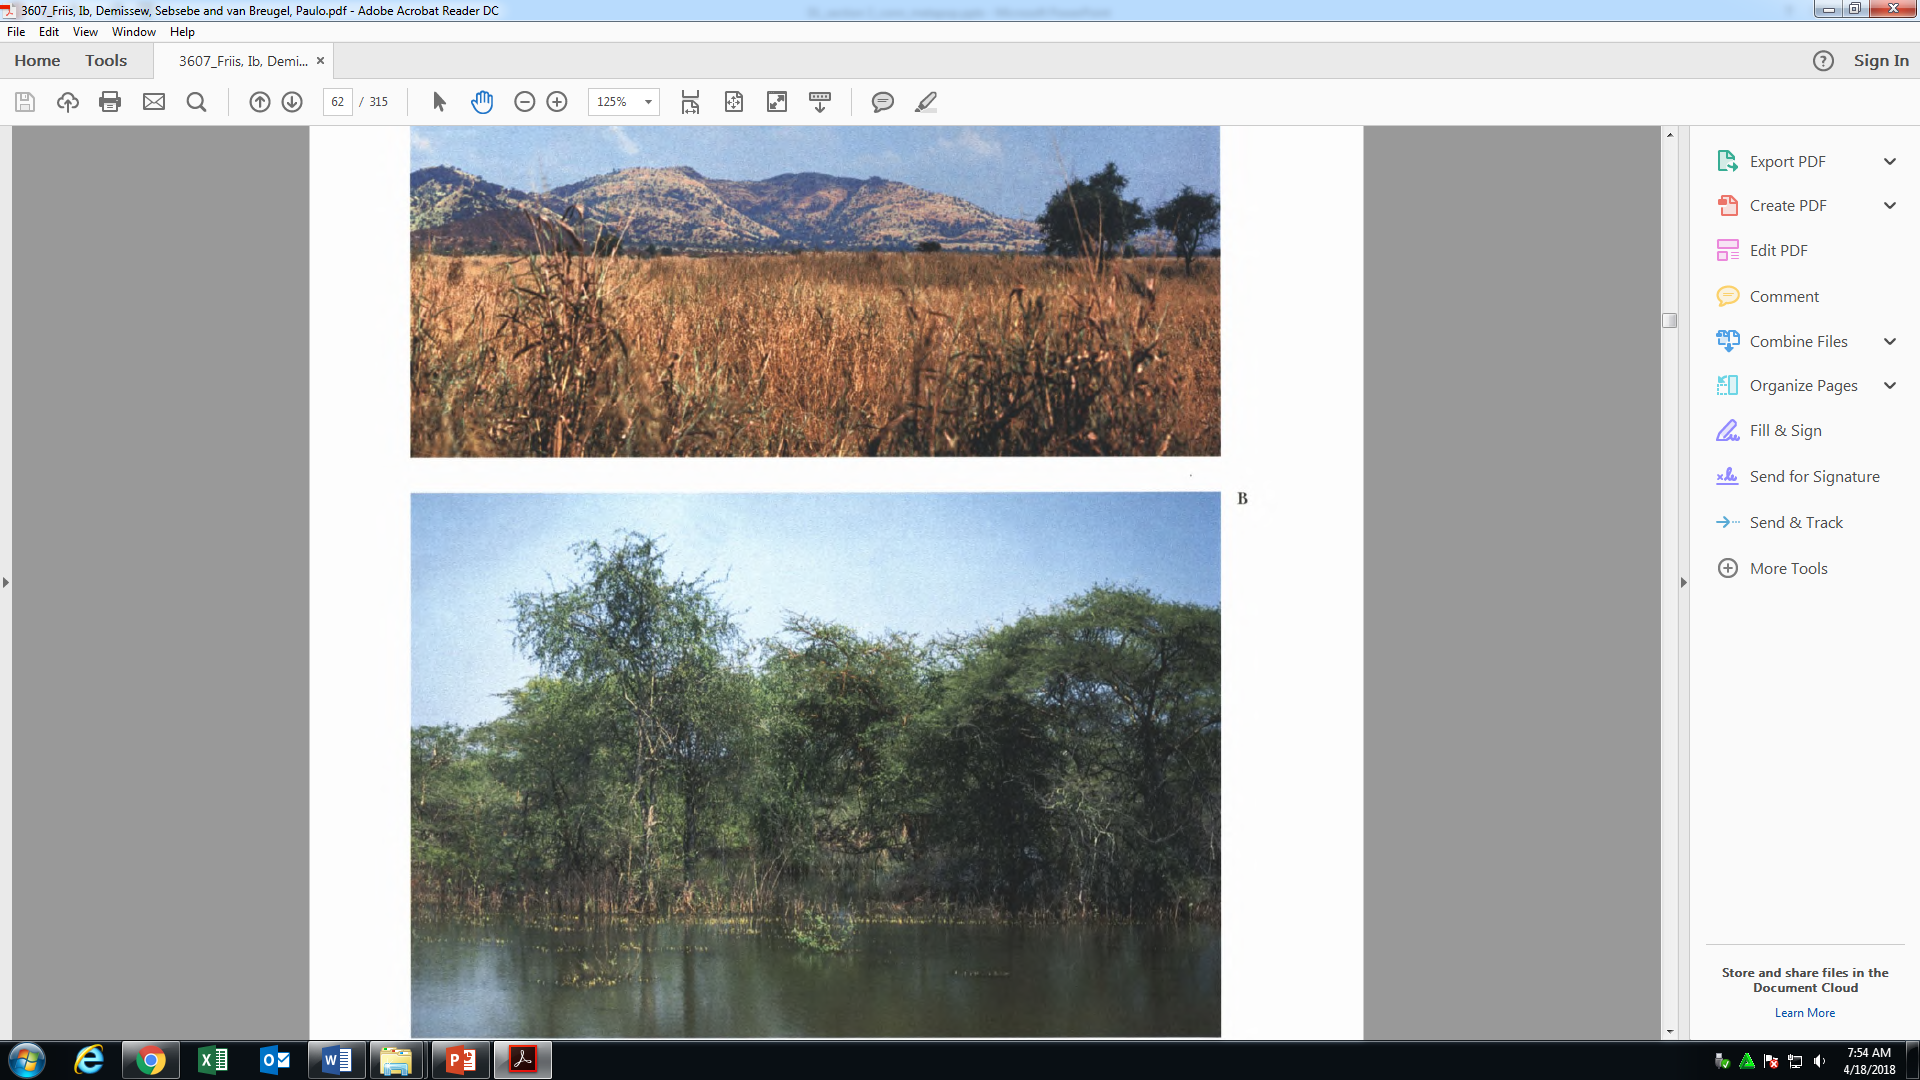 3607_Friis, Ib, Demissew, Sebsebe and van Breugel, Paulo.pdf - Adobe Acrobat Reader DC
File Edit View Window Help
Home Tools 3607_Friis, Ib, Demi... ×
? Sign In
62 / 315 125%
B
Export PDF
Create PDF
Edit PDF
Comment
Combine Files
Organize Pages
Fill & Sign
Send for Signature
Send & Track
More Tools
Store and share files in the
Document Cloud
Learn More
7:54 AM
4/18/2018